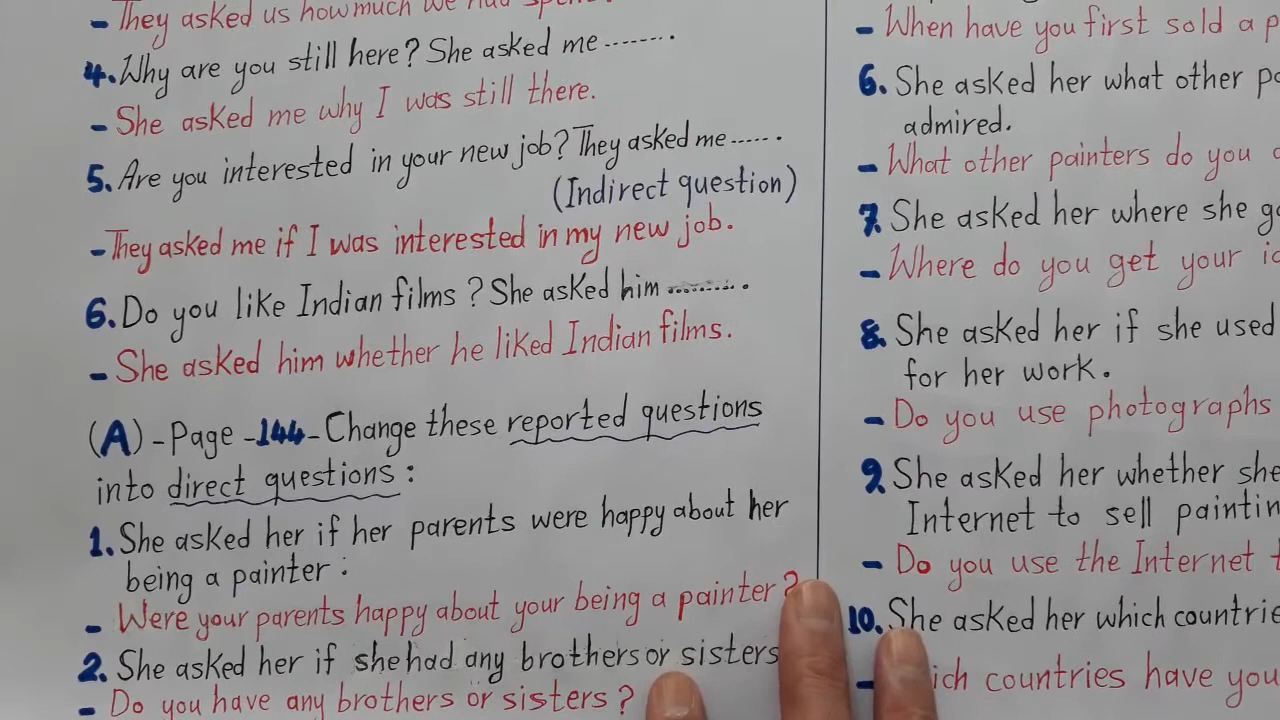 - They asked us how much we had
4. Why are you still here? She asked me ........
- She asked me why I was still there.
5. Are you interested in your new job? They asked me ...... .
(Indirect question)
- They asked me if I was interested in my new job.
6. Do you like Indian films? She asked him ......... .
- She asked him whether he liked Indian films.
(A) - Page - 144 - Change these reported questions
into direct questions :
1. She asked her if her parents were happy about her
being a painter :
- Were your parents happy about your being a painter?
2. She asked her if she had any brothers or sisters
- Do you have any brothers or sisters?
- When have you first sold a
6. She asked her what other
admired.
- What other painters do you
7. She asked her where she
- Where do you get your
8. She asked her if she used
for her work.
- Do you use photographs
9. She asked her whether she
Internet to sell
- Do you use the Internet
10. She asked her which
countries have you